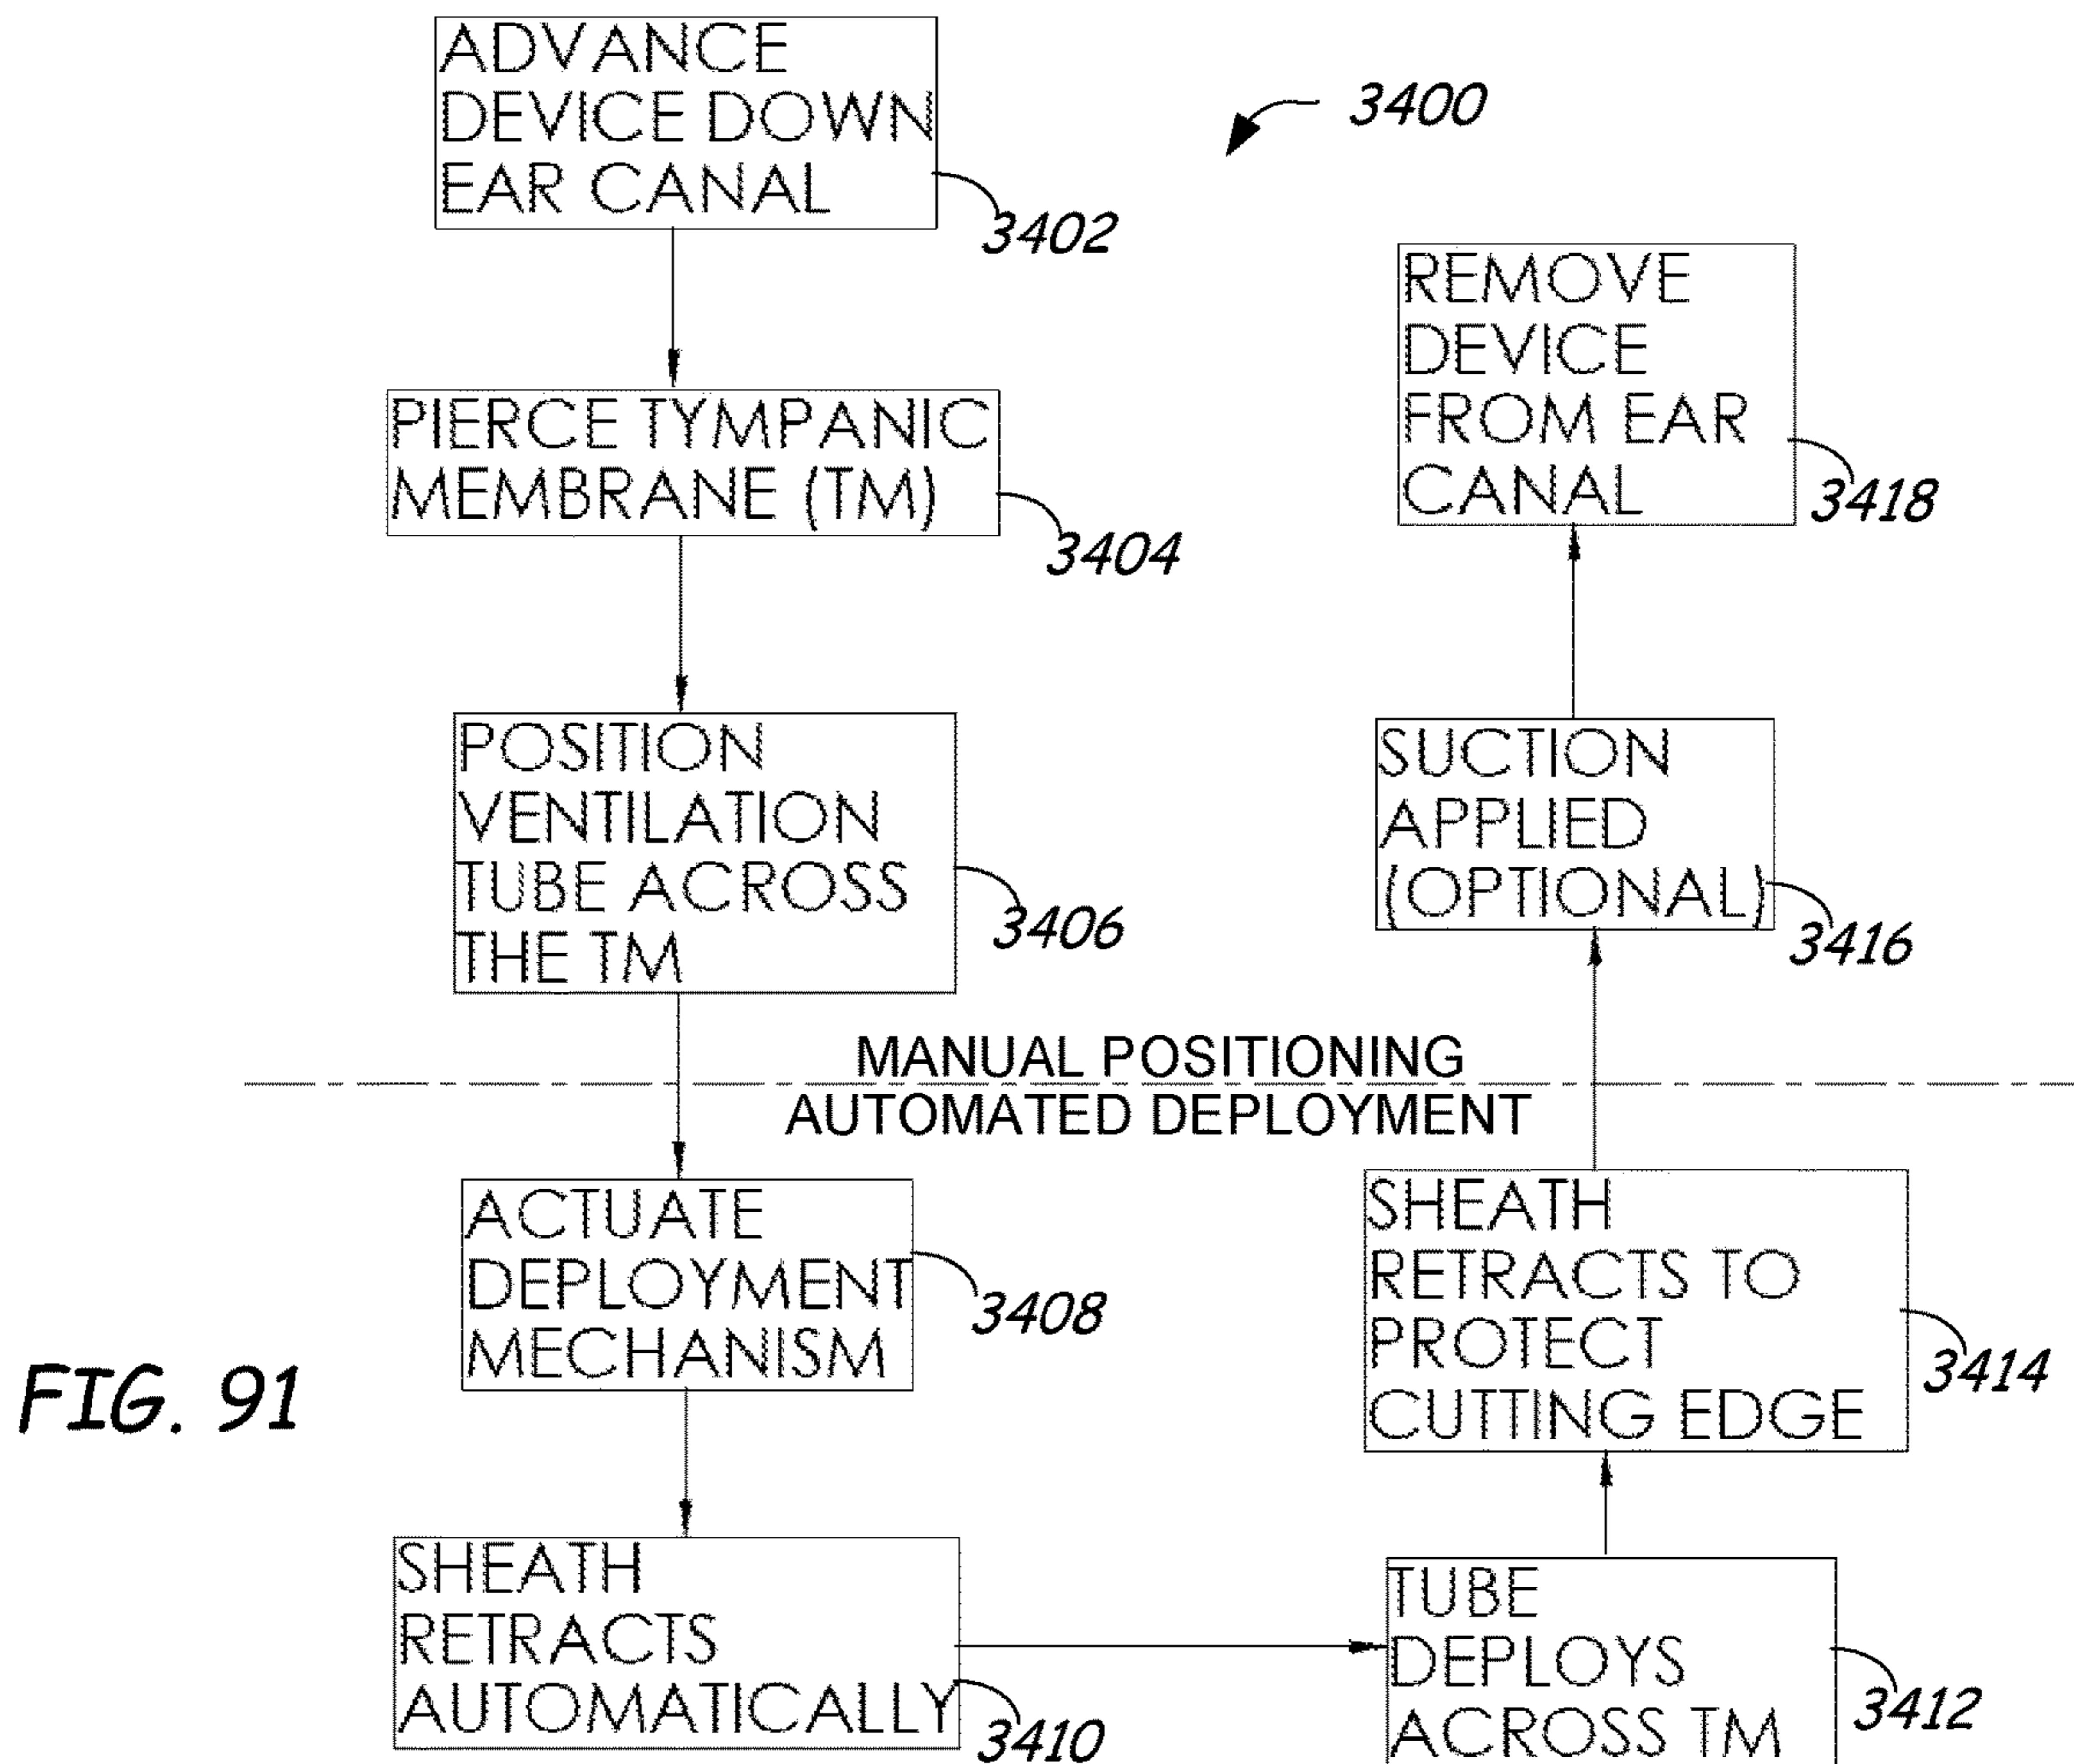 ADVANCE
DEVICE DOWN
EAR CANAL
3402
3400
PIERCE TYMPANIC
MEMBRANE (TM)
3404
POSITION
VENTILATION
TUBE ACROSS
THE TM
3406
MANUAL POSITIONING
AUTOMATED DEPLOYMENT
ACTUATE
DEPLOYMENT
MECHANISM
3408
SHEATH
RETRACTS
AUTOMATICALLY
3410
TUBE
DEPLOYS
ACROSS TM
3412
SHEATH
RETRACTS TO
PROTECT
CUTTING EDGE
3414
SUCTION
APPLIED
(OPTIONAL)
3416
REMOVE
DEVICE
FROM EAR
CANAL
3418
FIG. 91